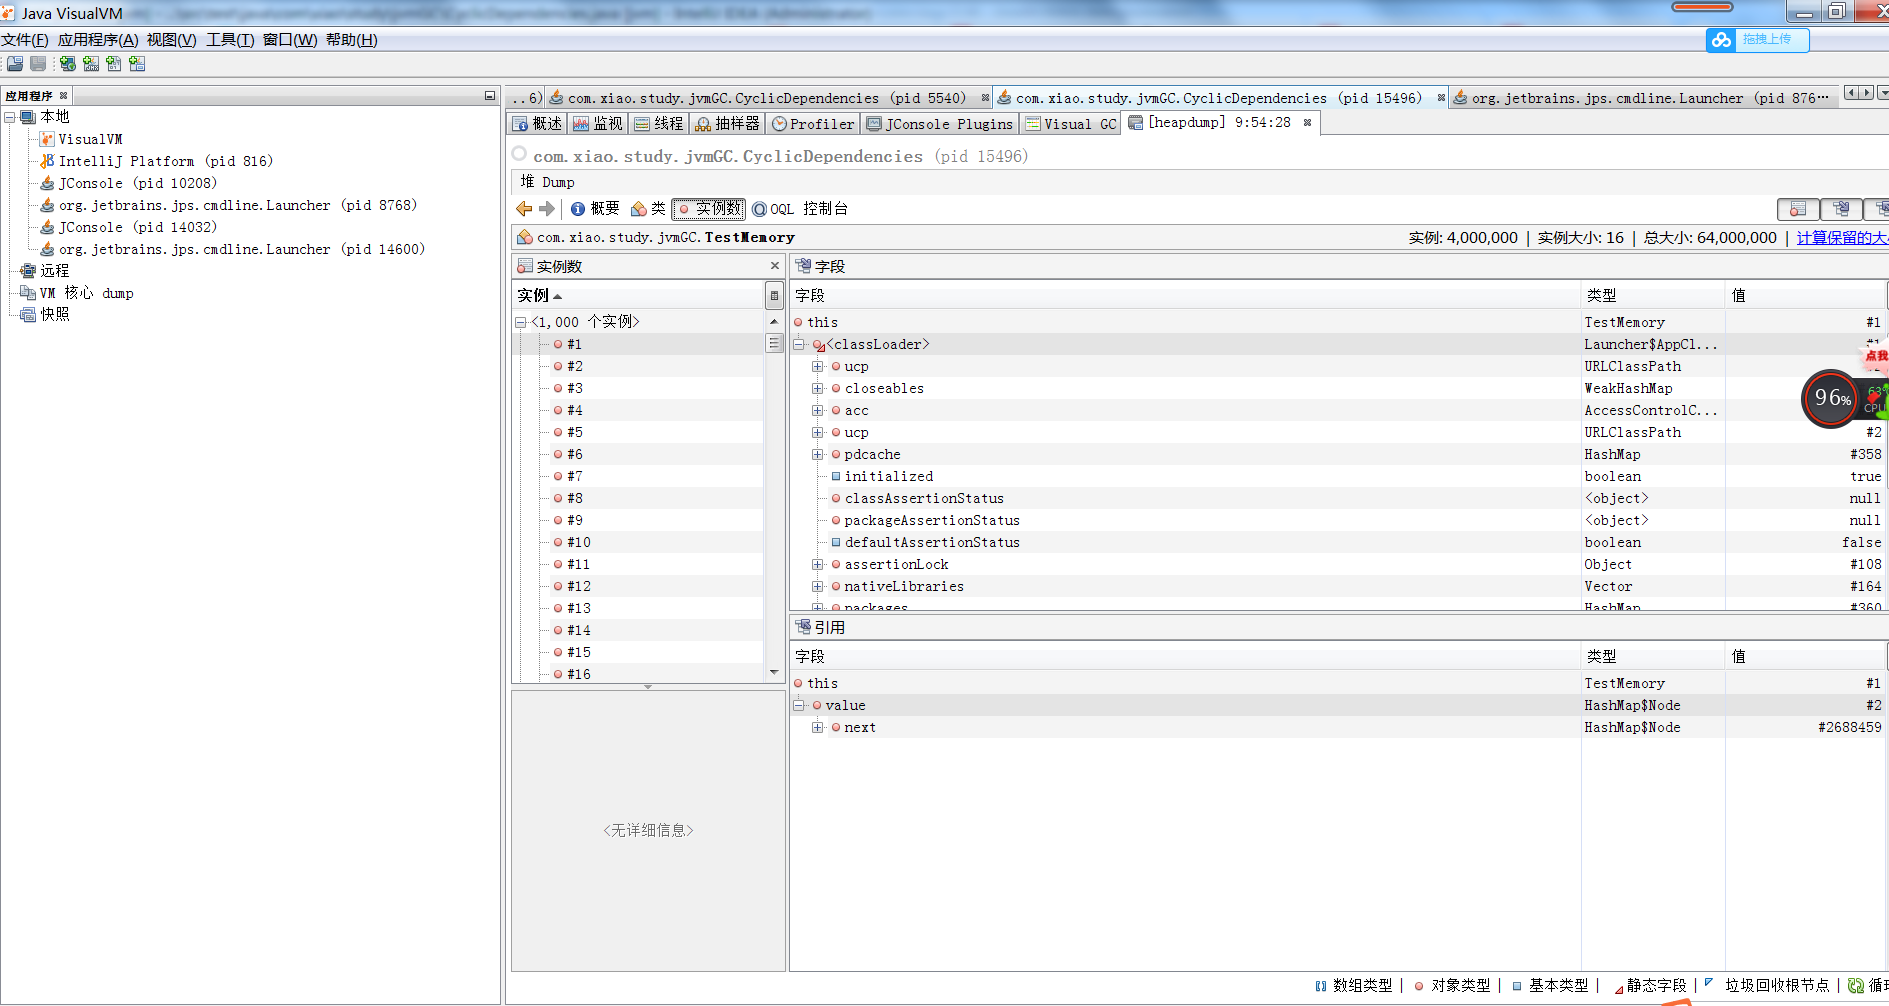 Java VisualVM
文件(F) 应用程序(A) 视图(V) 工具(T) 窗口(W) 帮助(H)
拖拽上传
应用程序
本地
VisualVM
IntelliJ Platform (pid 816)
JConsole (pid 10208)
org.jetbrains.jps.cmdline.Launcher (pid 8768)
JConsole (pid 14032)
org.jetbrains.jps.cmdline.Launcher (pid 14600)
远程
VM 核心 dump
快照
..6) com.xiao.study.jvmGC.CyclicDependencies (pid 5540) com.xiao.study.jvmGC.CyclicDependencies (pid 15496) org.jetbrains.jps.cmdline.Launcher (pid 876…
概述 监视 线程 抽样器 Profiler JConsole Plugins Visual GC [heapdump] 9:54:28
com.xiao.study.jvmGC.CyclicDependencies (pid 15496)
堆 Dump
概要 类 实例数 OQL 控制台
com.xiao.study.jvmGC.TestMemory 实例: 4,000,000 | 实例大小: 16 | 总大小: 64,000,000 | 计算保留的大
实例数
实例
<1,000 个实例>
#1
#2
#3
#4
#5
#6
#7
#8
#9
#10
#11
#12
#13
#14
#15
#16
<无详细信息>
字段
字段 类型 值
this TestMemory #1
<classLoader> Launcher$AppCl... #1
ucp URLClassPath
closeables WeakHashMap
acc AccessControlC...
ucp URLClassPath #2
pdcache HashMap #358
initialized boolean true
classAssertionStatus <object> null
packageAssertionStatus <object> null
defaultAssertionStatus boolean false
assertionLock Object #108
nativeLibraries Vector #164
packages HashMap #360
点我
96% 63%
CPU
引用
字段 类型 值
this TestMemory #1
value HashMap$Node #2
next HashMap$Node #2688459
数组类型 | 对象类型 | 基本类型 | 静态字段 | 垃圾回收根节点 | 循